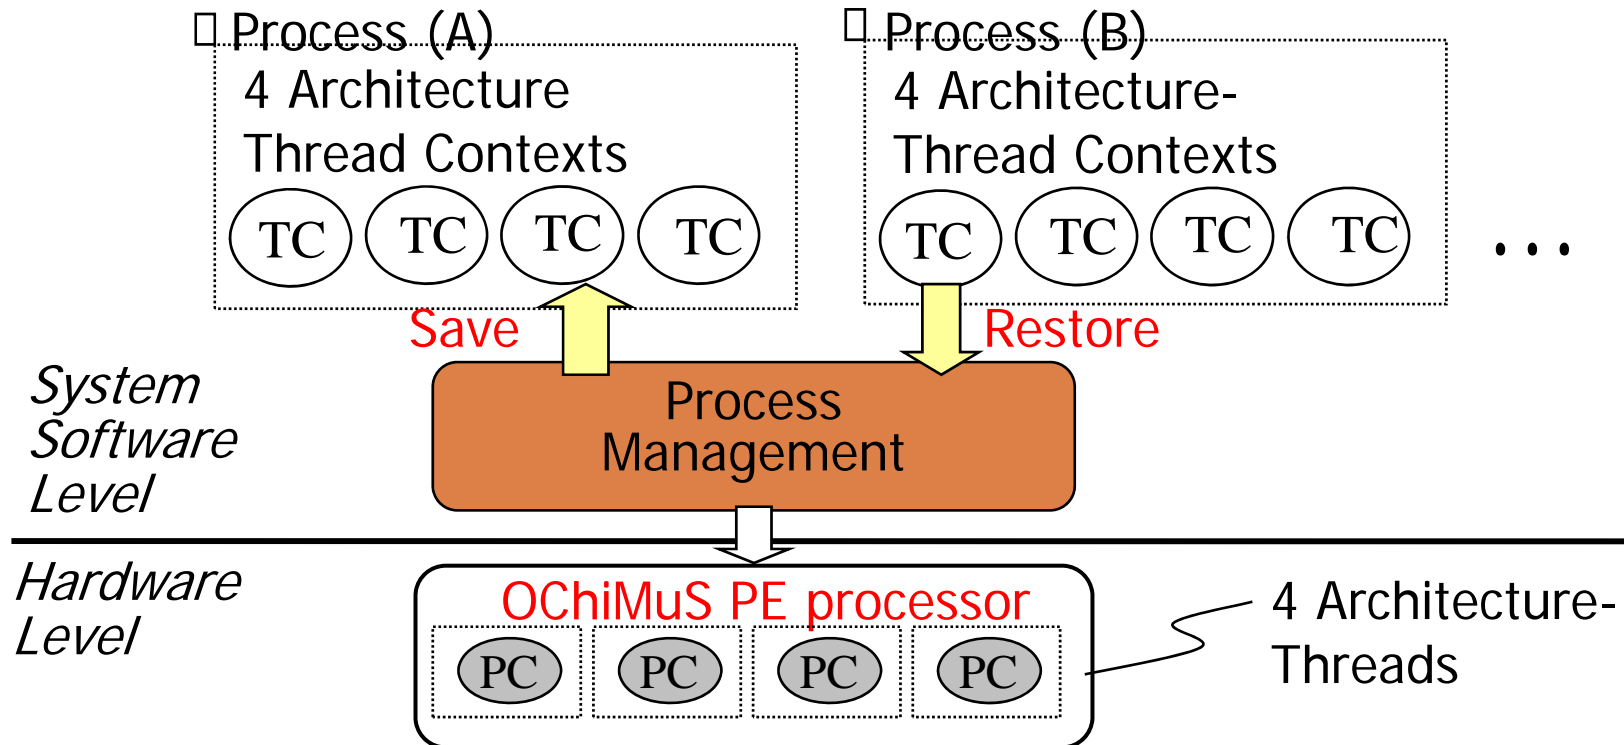 Process (A)
4 Architecture
Thread Contexts
TC TC TC TC
Process (B)
4 Architecture-
Thread Contexts
TC TC TC TC
...
Save
Restore
System
Software
Level
Process
Management
Hardware
Level
OChiMuS PE processor
PC PC PC PC
4 Architecture-
Threads